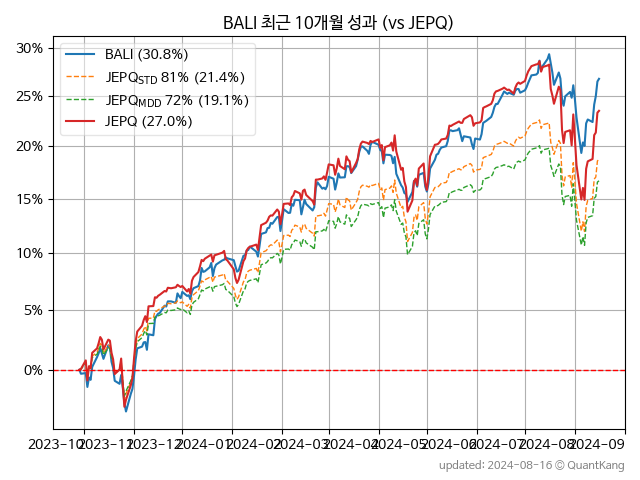 BALI 최근 10개월 성과 (vs JEPQ)
BALI (30.8%)
JEPQSTD 81% (21.4%)
JEPQMDD 72% (19.1%)
JEPQ (27.0%)
30%
25%
20%
15%
10%
5%
0%
2023-10 2023-11 2023-12 2024-01 2024-02 2024-03 2024-04 2024-05 2024-06 2024-07 2024-08 2024-09
updated: 2024-08-16 © QuantKang